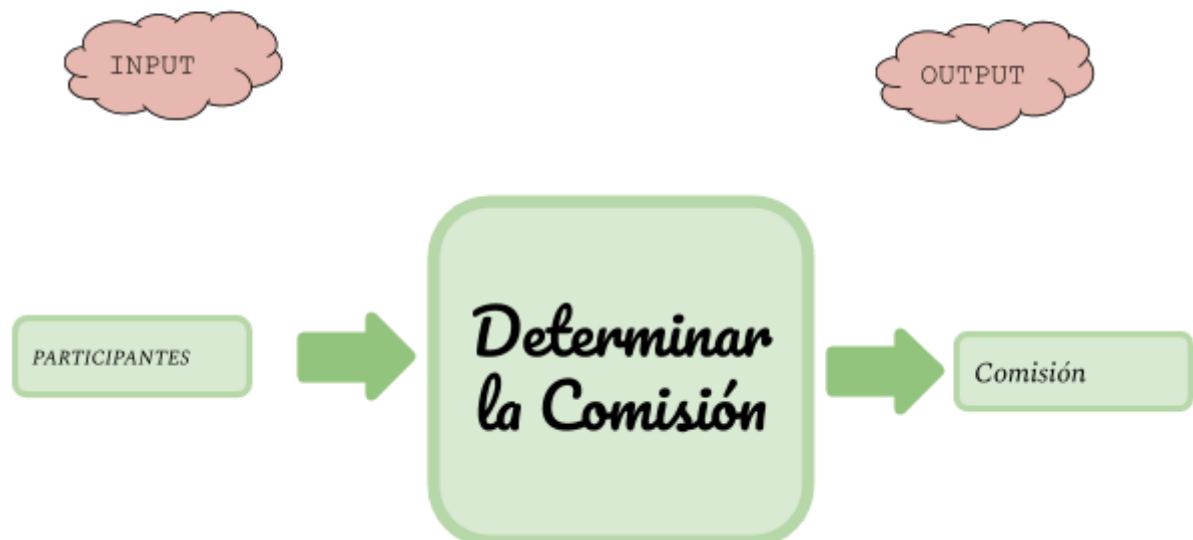 INPUT
OUTPUT
PARTICIPANTES
Determinar
la Comisión
Comisión